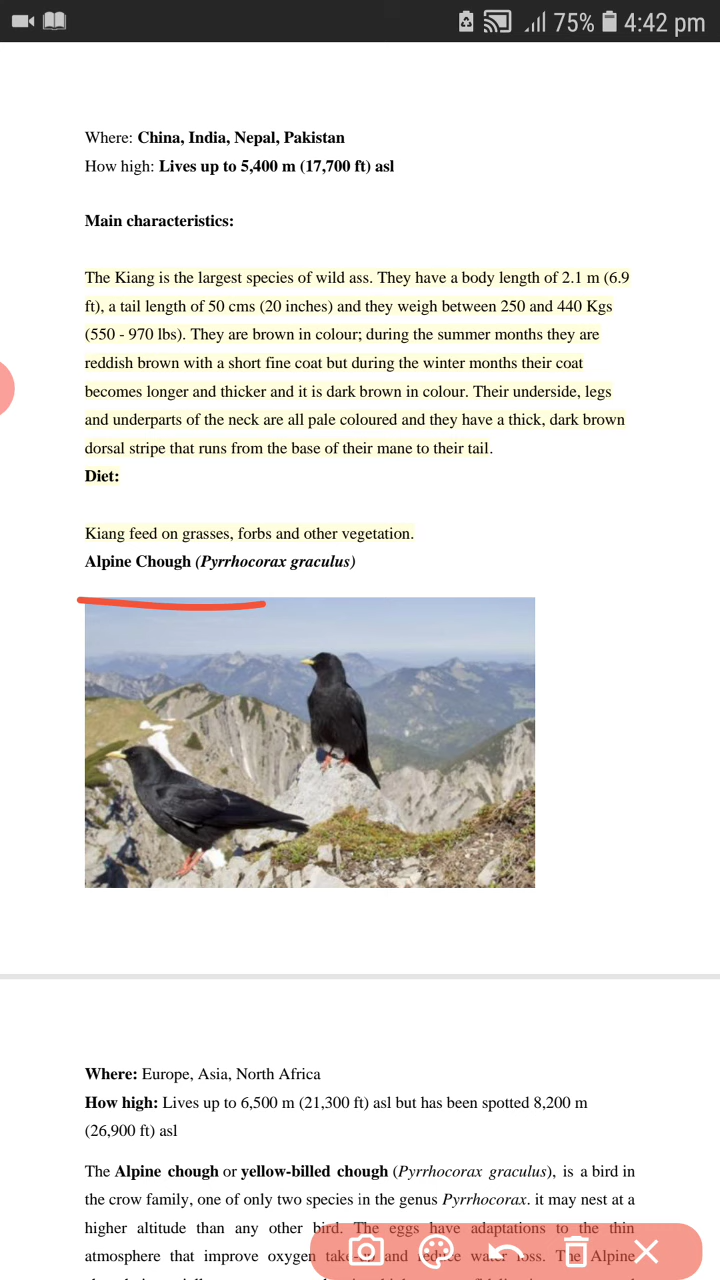 75% 4:42 pm
Where: China, India, Nepal, Pakistan
How high: Lives up to 5,400 m (17,700 ft) asl
Main characteristics:
The Kiang is the largest species of wild ass. They have a body length of 2.1 m (6.9
ft), a tail length of 50 cms (20 inches) and they weigh between 250 and 440 Kgs
(550 - 970 lbs). They are brown in colour; during the summer months they are
reddish brown with a short fine coat but during the winter months their coat
becomes longer and thicker and it is dark brown in colour. Their underside, legs
and underparts of the neck are all pale coloured and they have a thick, dark brown
dorsal stripe that runs from the base of their mane to their tail.
Diet:
Kiang feed on grasses, forbs and other vegetation.
Alpine Chough (Pyrrhocorax graculus)
Where: Europe, Asia, North Africa
How high: Lives up to 6,500 m (21,300 ft) asl but has been spotted 8,200 m
(26,900 ft) asl
The Alpine chough or yellow-billed chough (Pyrrhocorax graculus), is a bird in
the crow family, one of only two species in the genus Pyrrhocorax. it may nest at a
higher altitude than any other bird. The eggs have adaptations to the thin
atmosphere that improve oxygen take-up and reduce water loss. The Alpine